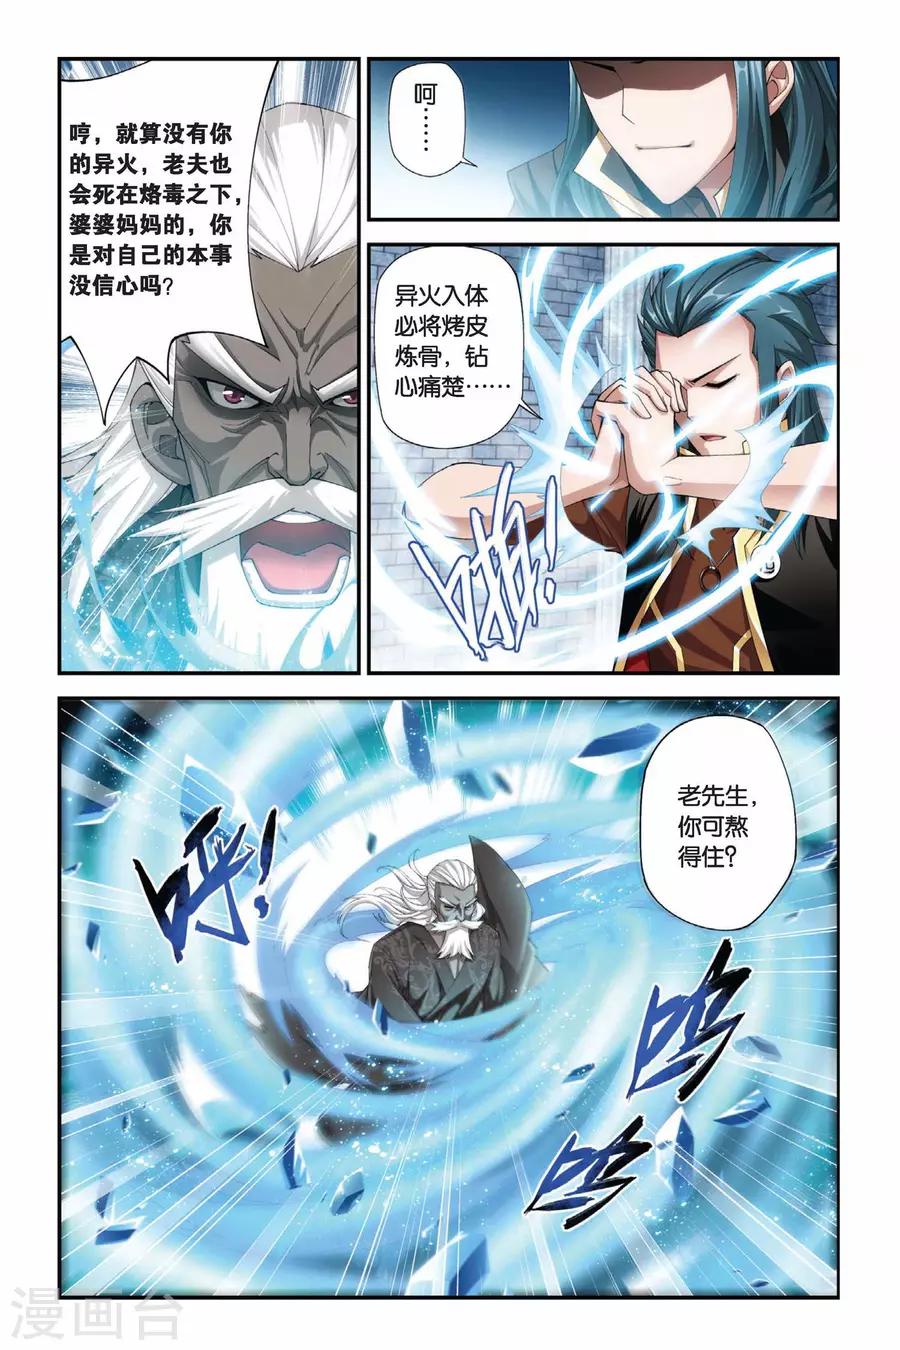 哼，就算没有你
的异火，老夫也
会死在烙毒之下，
婆婆妈妈的，你
是对自己的本事
没信心吗？
呵
……
异火入体
必将烤皮
炼骨，钻
心痛楚……
啪！
呼！
老先生，
你可熬
得住？
呜
呜
漫画台